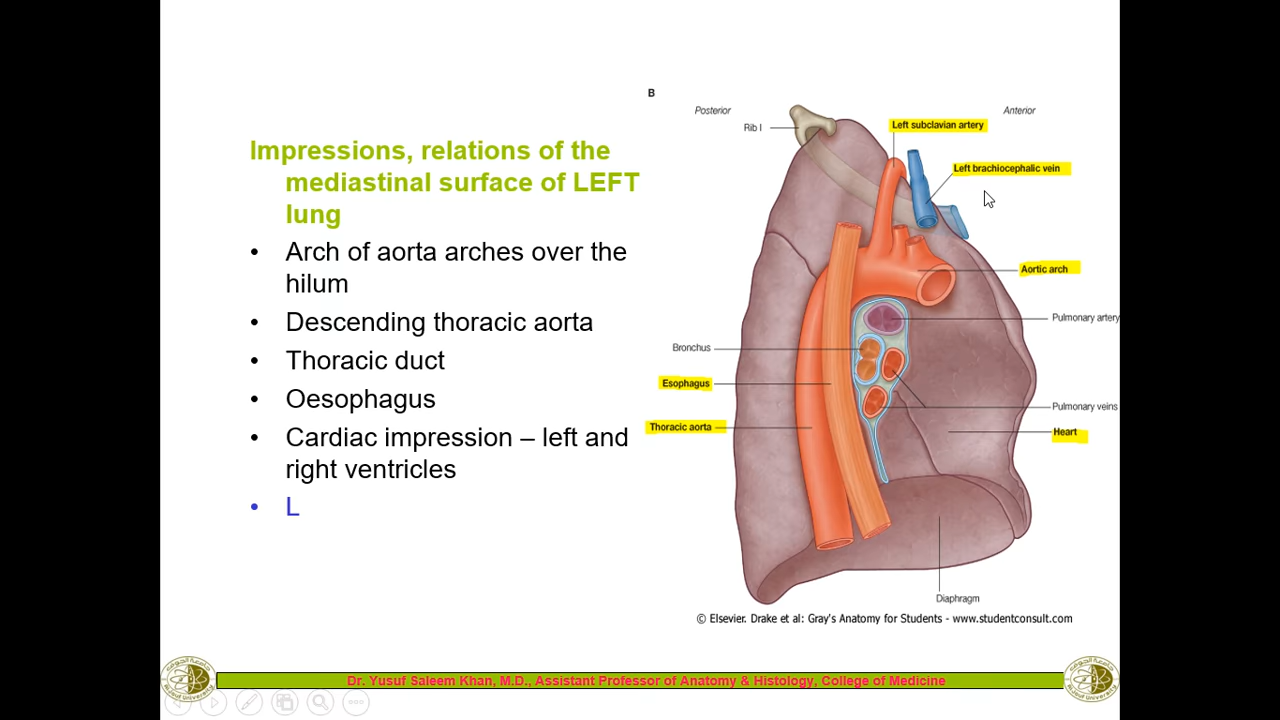 B
Posterior
Anterior
Rib I
Left subclavian artery
Left brachiocephalic vein
Aortic arch
Pulmonary artery
Bronchus
Esophagus
Pulmonary veins
Thoracic aorta
Heart
Diaphragm
© Elsevier. Drake et al: Gray's Anatomy for Students - www.studentconsult.com
Impressions, relations of the
mediastinal surface of LEFT
lung
• Arch of aorta arches over the
hilum
• Descending thoracic aorta
• Thoracic duct
• Oesophagus
• Cardiac impression – left and
right ventricles
• L
Dr. Yusuf Saleem Khan, M.D., Assistant Professor of Anatomy & Histology, College of Medicine